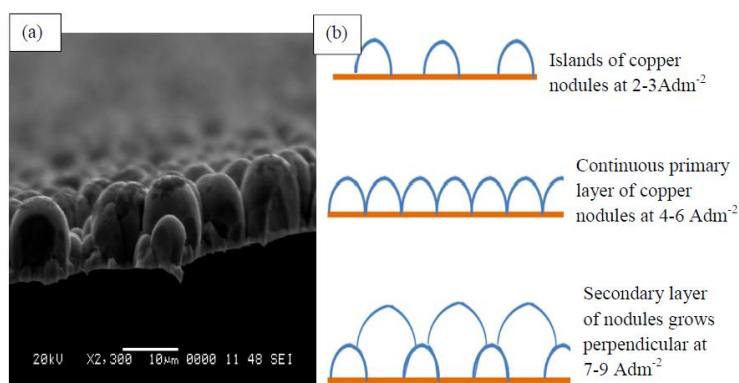 (a)
20kV X2,300 10μm 0000 11 48 SEI
(b)
Islands of copper
nodules at 2-3Adm⁻²
Continuous primary
layer of copper
nodules at 4-6 Adm⁻²
Secondary layer
of nodules grows
perpendicular at
7-9 Adm⁻²